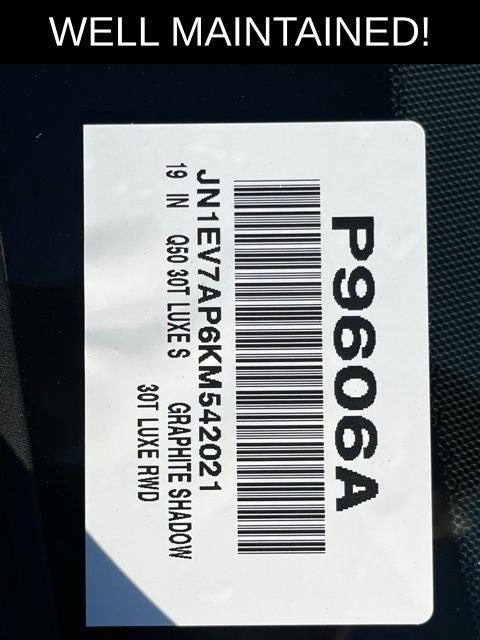 WELL MAINTAINED!
P9606A
JN1EV7AP6KM542021
19 IN Q50 30T LUXE S GRAPHITE SHADOW
30T LUXE RWD